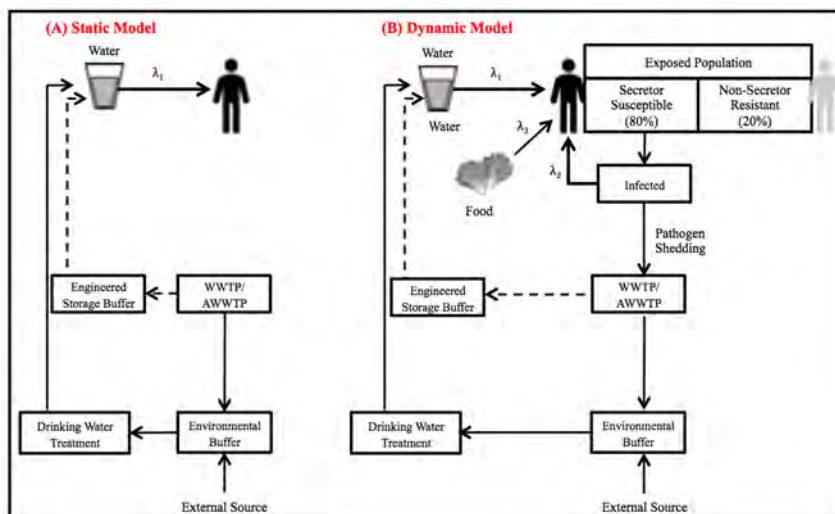 (A) Static Model
Water
λ1
Engineered
Storage Buffer
WWTP/
AWWTP
Drinking Water
Treatment
Environmental
Buffer
External Source
(B) Dynamic Model
Water
λ1
Water
λ3
Food
λ2
Exposed Population
Secretor
Susceptible
(80%)
Non-Secretor
Resistant
(20%)
Infected
Pathogen
Shedding
Engineered
Storage Buffer
WWTP/
AWWTP
Drinking Water
Treatment
Environmental
Buffer
External Source